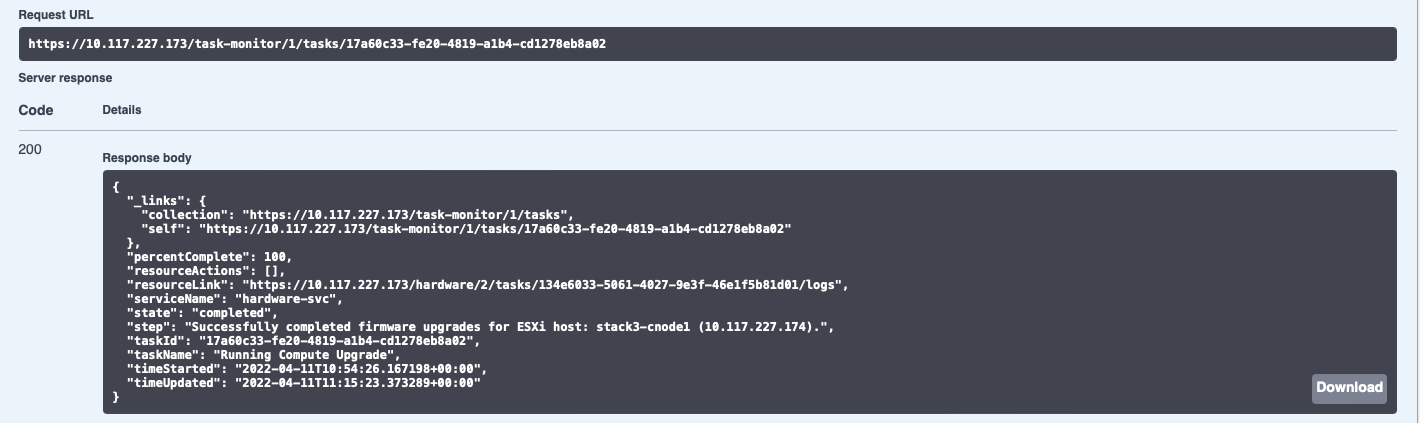 Request URL
https://10.117.227.173/task-monitor/1/tasks/17a60c33-fe20-4819-a1b4-cd1278eb8a02
Server response
Code Details
200
Response body
{
  "_links": {
    "collection": "https://10.117.227.173/task-monitor/1/tasks",
    "self": "https://10.117.227.173/task-monitor/1/tasks/17a60c33-fe20-4819-a1b4-cd1278eb8a02"
  },
  "percentComplete": 100,
  "resourceActions": [],
  "resourceLink": "https://10.117.227.173/hardware/2/tasks/134e6033-5061-4027-9e3f-46e1f5b81d01/logs",
  "serviceName": "hardware-svc",
  "state": "completed",
  "step": "Successfully completed firmware upgrades for ESXi host: stack3-cnode1 (10.117.227.174).",
  "taskId": "17a60c33-fe20-4819-a1b4-cd1278eb8a02",
  "taskName": "Running Compute Upgrade",
  "timeStarted": "2022-04-11T10:54:26.167198+00:00",
  "timeUpdated": "2022-04-11T11:15:23.373289+00:00"
}
Download